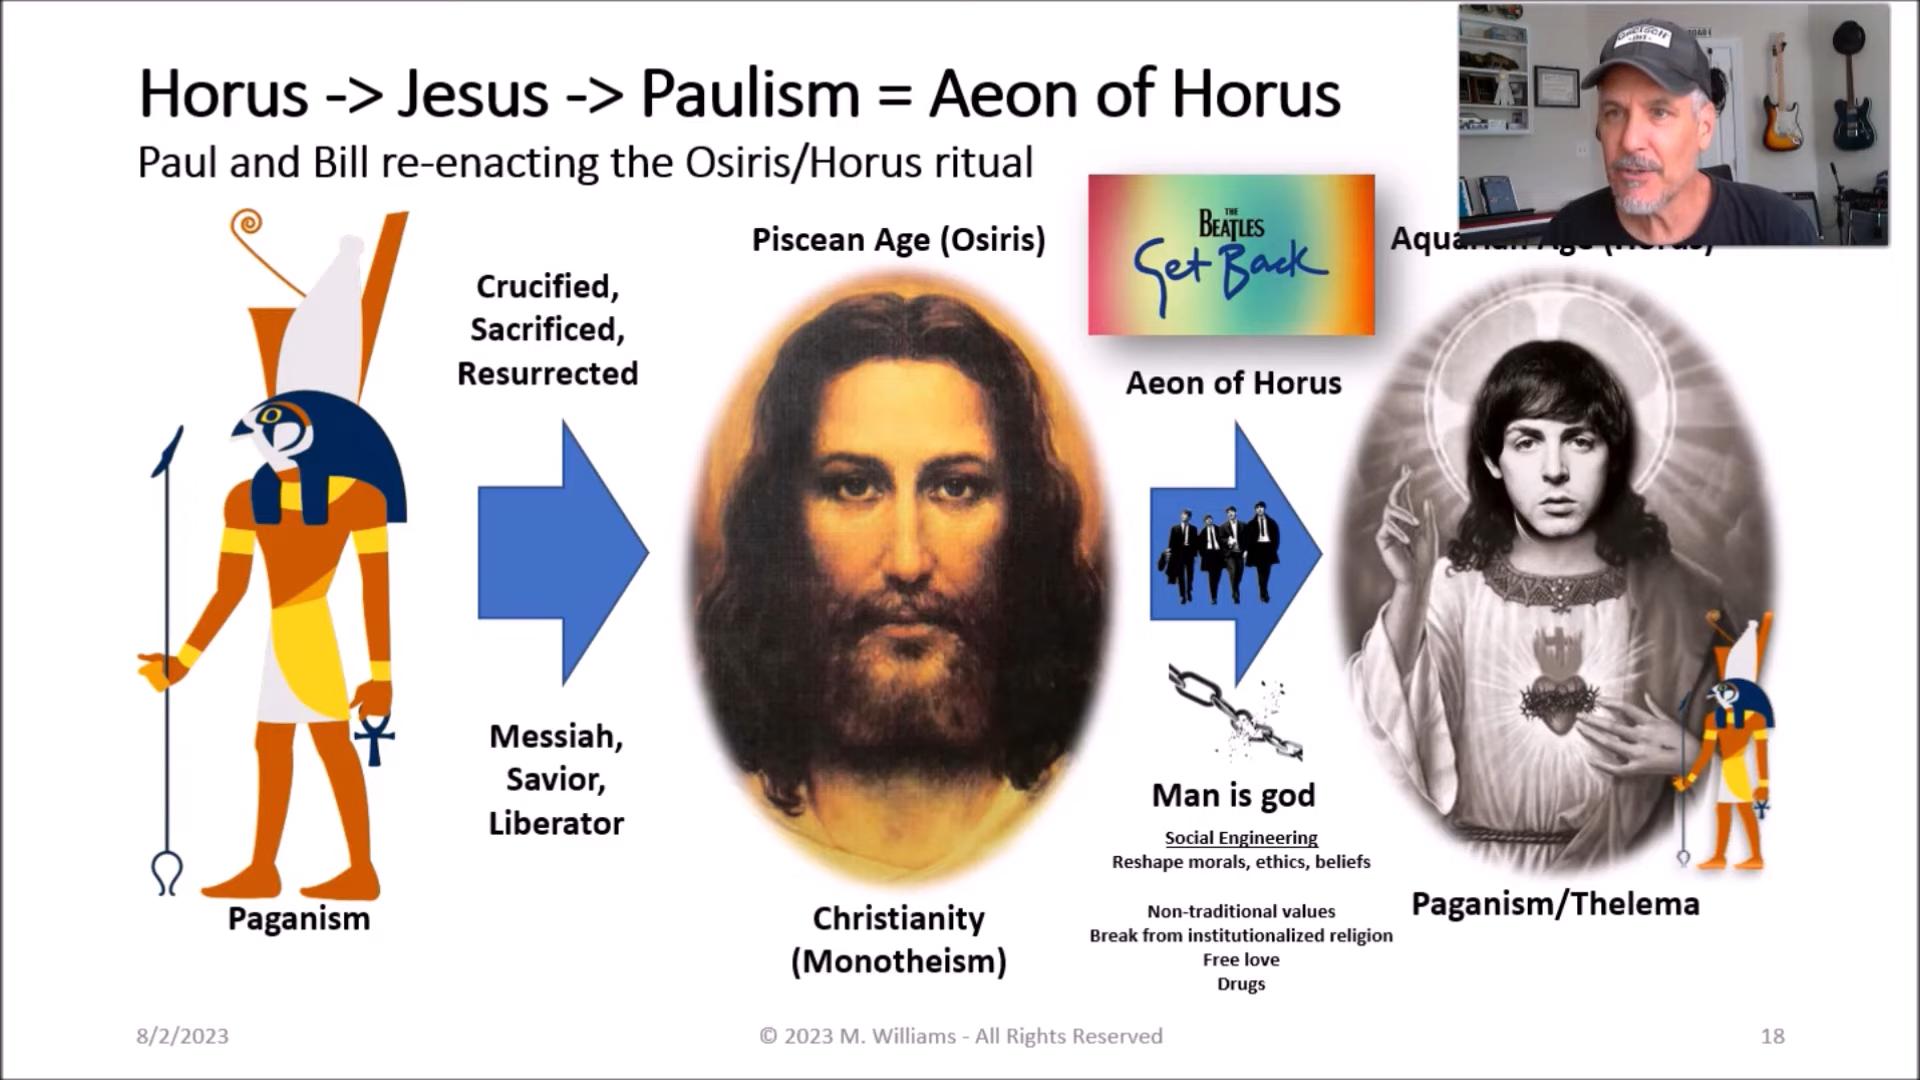 Horus -> Jesus -> Paulism = Aeon of Horus
Paul and Bill re-enacting the Osiris/Horus ritual
Crucified,
Sacrificed,
Resurrected
Messiah,
Savior,
Liberator
Paganism
Piscean Age (Osiris)
Christianity
(Monotheism)
THE
BEATLES
Get Back
Aeon of Horus
Man is god
Social Engineering
Reshape morals, ethics, beliefs
Non-traditional values
Break from institutionalized religion
Free love
Drugs
Paganism/Thelema
8/2/2023
© 2023 M. Williams - All Rights Reserved
18